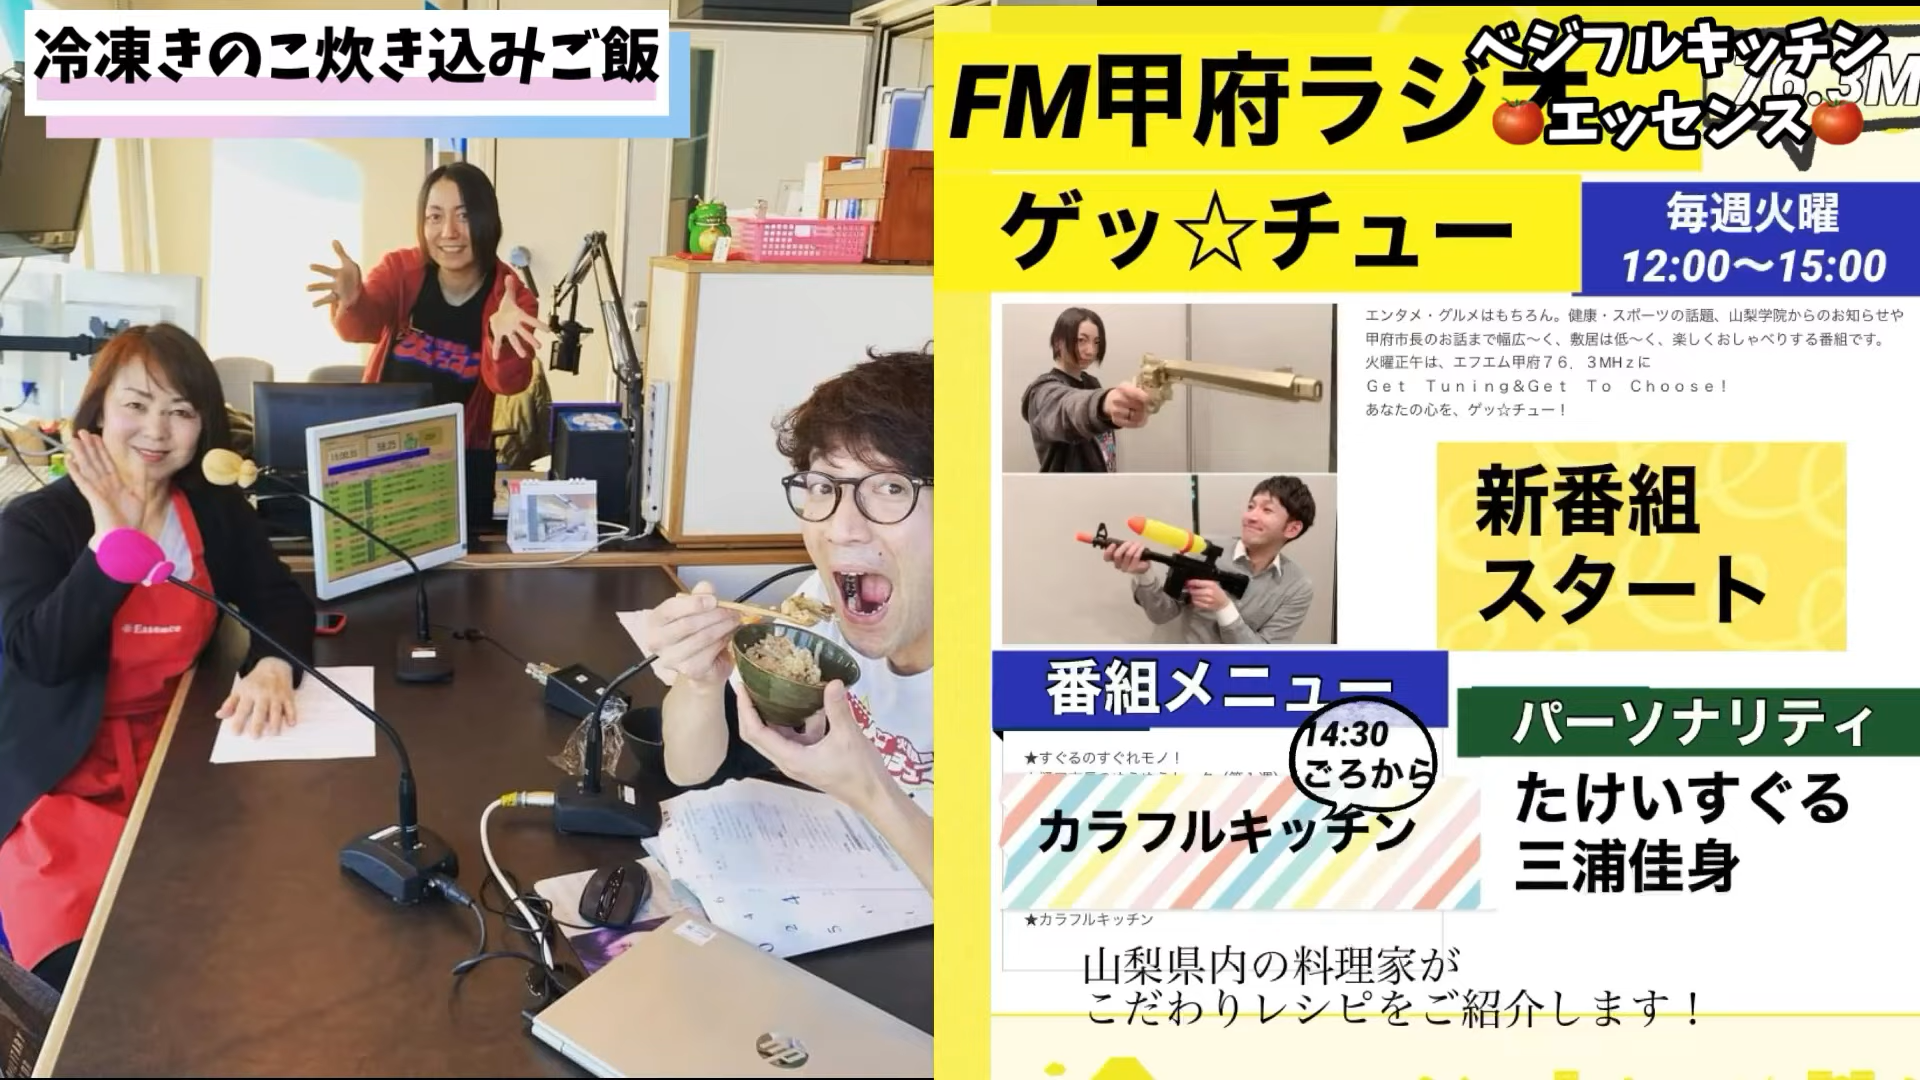 冷凍きのこ炊き込みご飯
Essence
FM甲府ラジオ
ベジフルキッチン
🍅エッセンス🍅
76.3M
ゲッ☆チュー
毎週火曜
12:00〜15:00
エンタメ・グルメはもちろん。健康・スポーツの話題、山梨学院からのお知らせや
甲府市長のお話まで幅広〜く、敷居は低〜く、楽しくおしゃべりする番組です。
火曜正午は、エフエム甲府７６．３MHｚに
Ｇｅｔ　Ｔｕｎｉｎｇ&Ｇｅｔ　Ｔｏ　Ｃｈｏｏｓｅ！
あなたの心を、ゲッ☆チュー！
新番組
スタート
番組メニュー
14:30
ごろから
★すぐるのすぐれモノ！
カラフルキッチン
★カラフルキッチン
パーソナリティ
たけいすぐる
三浦佳身
山梨県内の料理家が
こだわりレシピをご紹介します！
hp